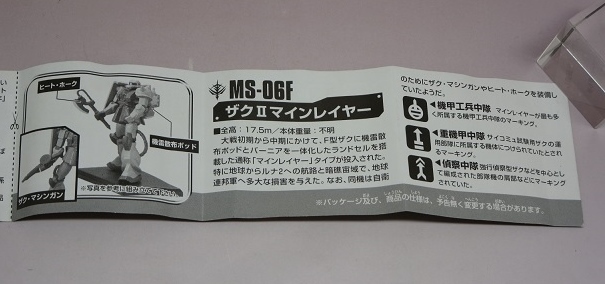 ヒート・ホーク
機雷散布ポッド
ザク・マシンガン
※写真を参考に組み立てて下さい。
MS-06F
ザクⅡマインレイヤー
■全高：17.5m／本体重量：不明
大戦初期から中期にかけて、F型ザクに機雷散
布ポッドとバーニアを一体化したランドセルを搭
載した通称「マインレイヤー」タイプが投入された。
特に地球からルナ2への航路と暗礁宙域で、地球
連邦軍へ多大な損害を与えた。なお、同機は自衛
のためにザク・マシンガンやヒート・ホークを装備し
ていたようだ。
◀機甲工兵中隊 マインレイヤーが最も多
く所属する機甲工兵中隊のマーキング。
◀重機甲中隊 サイコミュ試験用ザクの運
用部隊に所属する機体につけられていたとされ
るマーキング。
◀偵察中隊 強行偵察型ザクなどを中心とし
て編成された部隊機の肩部などにマーキング
されていた。
※パッケージ及び、商品の仕様は、予告無く変更する場合があります。